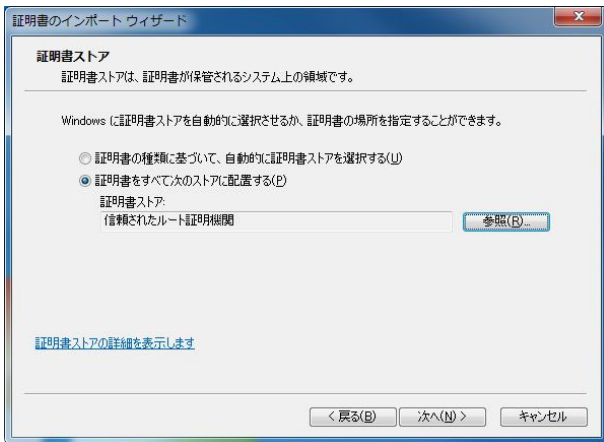 証明書のインポート ウィザード
証明書ストア
証明書ストアは、証明書が保管されるシステム上の領域です。
Windows に証明書ストアを自動的に選択させるか、証明書の場所を指定することができます。
証明書の種類に基づいて、自動的に証明書ストアを選択する(U)
証明書をすべて次のストアに配置する(P)
証明書ストア:
信頼されたルート証明機関
参照(R)...
証明書ストアの詳細を表示します
< 戻る(B)
次へ(N) >
キャンセル